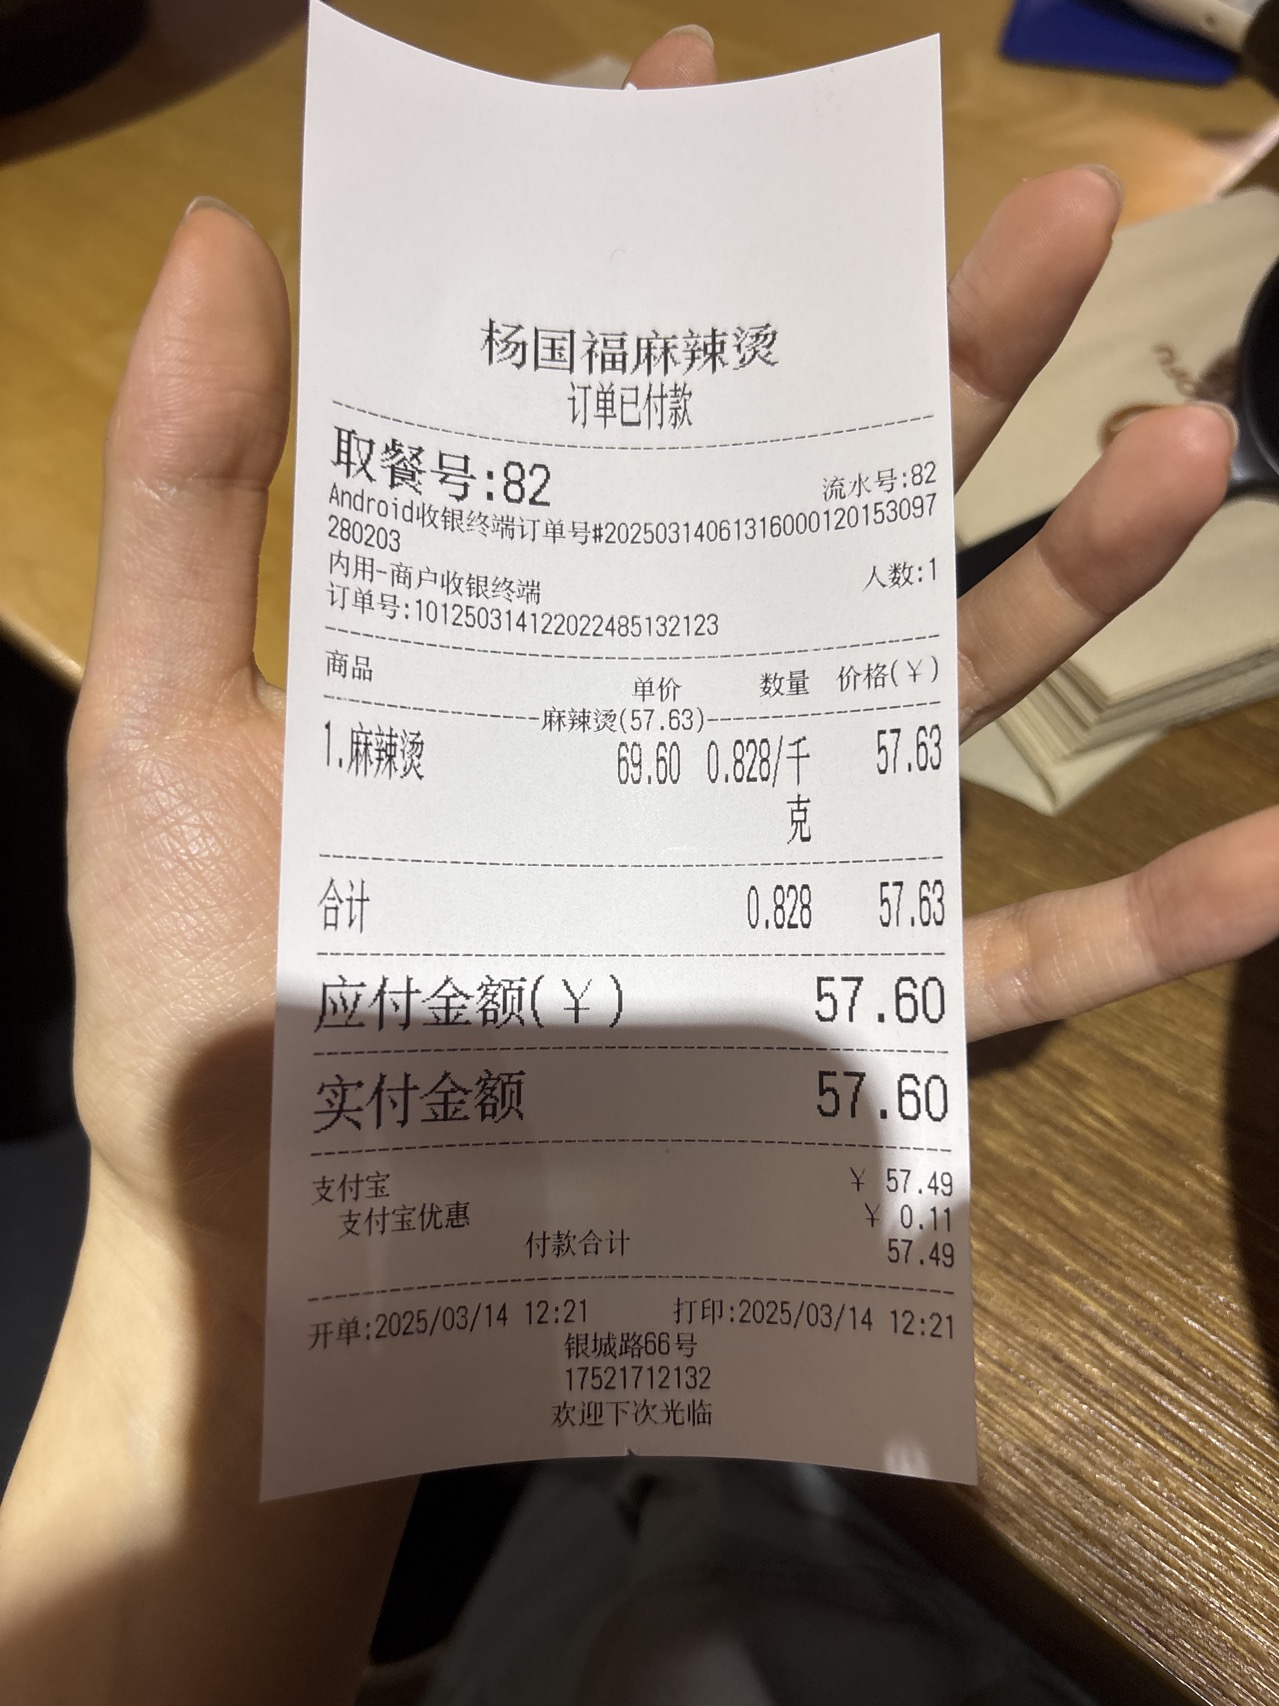 杨国福麻辣烫
订单已付款
取餐号:82 流水号:82
Android收银终端订单号#20250314061316000120153097
280203
内用-商户收银终端 人数:1
订单号:101250314122022485132123
商品 单价 数量 价格(¥)
麻辣烫(57.63)
1.麻辣烫 69.60 0.828/千 57.63
克
合计 0.828 57.63
应付金额(¥) 57.60
实付金额 57.60
支付宝 ¥ 57.49
支付宝优惠 ¥ 0.11
付款合计 57.49
开单:2025/03/14 12:21 打印:2025/03/14 12:21
银城路66号
17521712132
欢迎下次光临